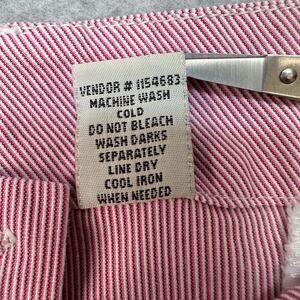 VENDOR # 1154683
MACHINE WASH
COLD
DO NOT BLEACH
WASH DARKS
SEPARATELY
LINE DRY
COOL IRON
WHEN NEEDED